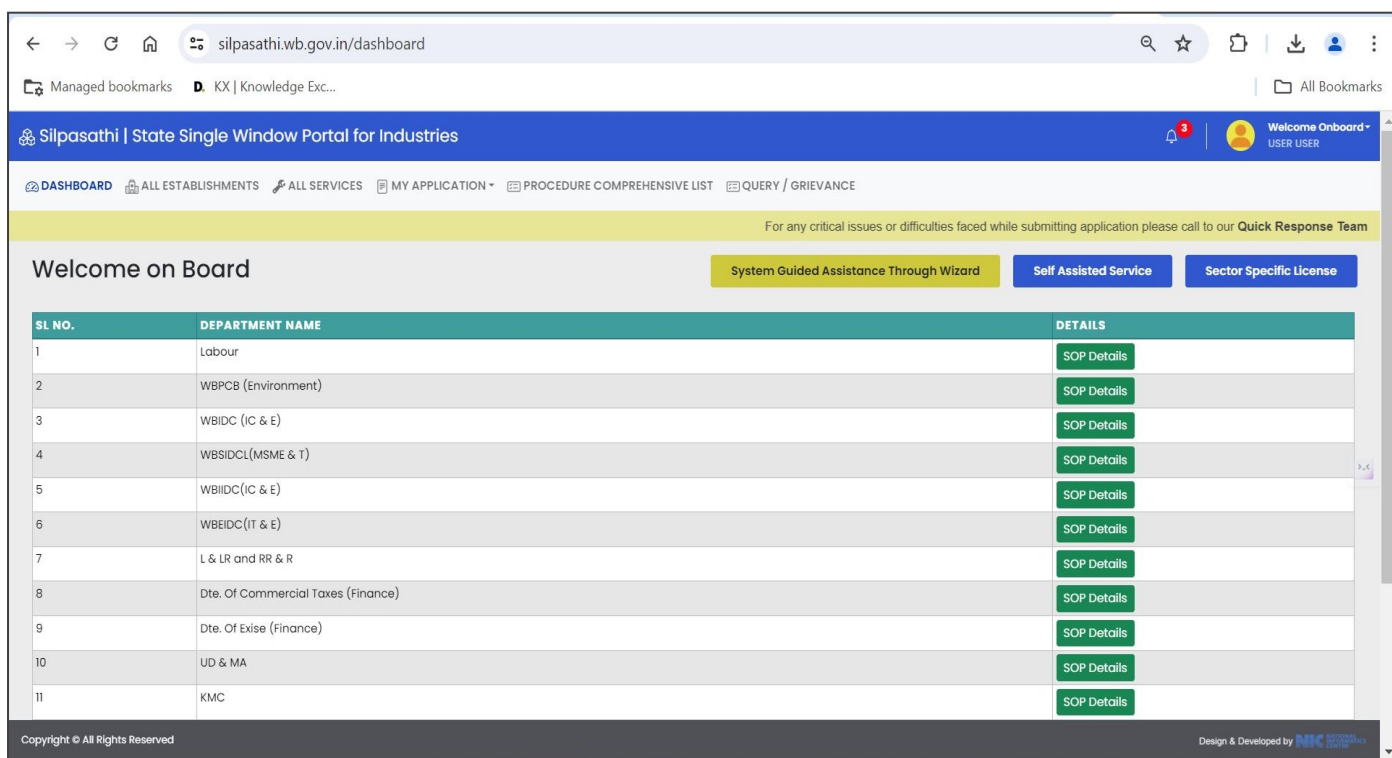 silpasathi.wb.gov.in/dashboard
Managed bookmarks D. KX | Knowledge Exc... All Bookmarks
Silpasathi | State Single Window Portal for Industries
3
Welcome Onboard
USER USER
DASHBOARD ALL ESTABLISHMENTS ALL SERVICES MY APPLICATION PROCEDURE COMPREHENSIVE LIST QUERY / GRIEVANCE
For any critical issues or difficulties faced while submitting application please call to our Quick Response Team
Welcome on Board
System Guided Assistance Through Wizard Self Assisted Service Sector Specific License
SL NO. DEPARTMENT NAME DETAILS
1 Labour SOP Details
2 WBPCB (Environment) SOP Details
3 WBIDC (IC & E) SOP Details
4 WBSIDCL(MSME & T) SOP Details
5 WBIIDC(IC & E) SOP Details
6 WBEIDC(IT & E) SOP Details
7 L & LR and RR & R SOP Details
8 Dte. Of Commercial Taxes (Finance) SOP Details
9 Dte. Of Exise (Finance) SOP Details
10 UD & MA SOP Details
11 KMC SOP Details
Copyright © All Rights Reserved Design & Developed by NIC NATIONAL INFORMATICS CENTRE